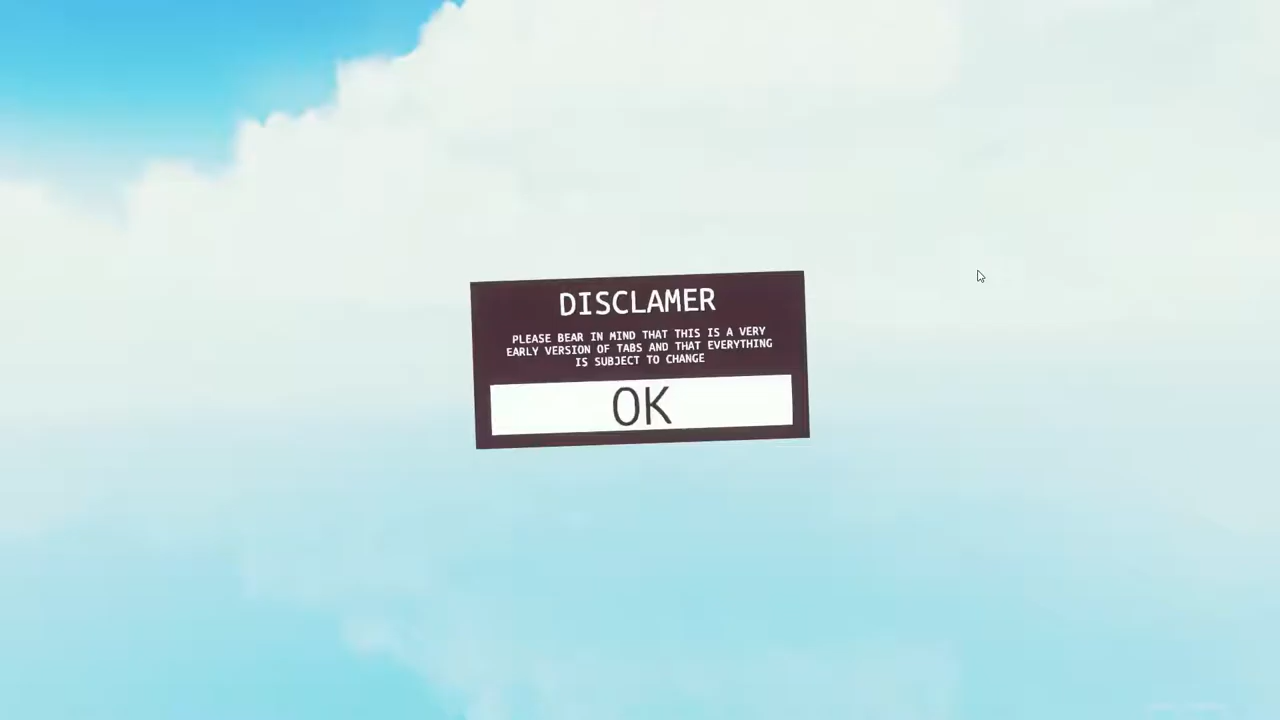 DISCLAMER
PLEASE BEAR IN MIND THAT THIS IS A VERY
EARLY VERSION OF TABS AND THAT EVERYTHING
IS SUBJECT TO CHANGE
OK